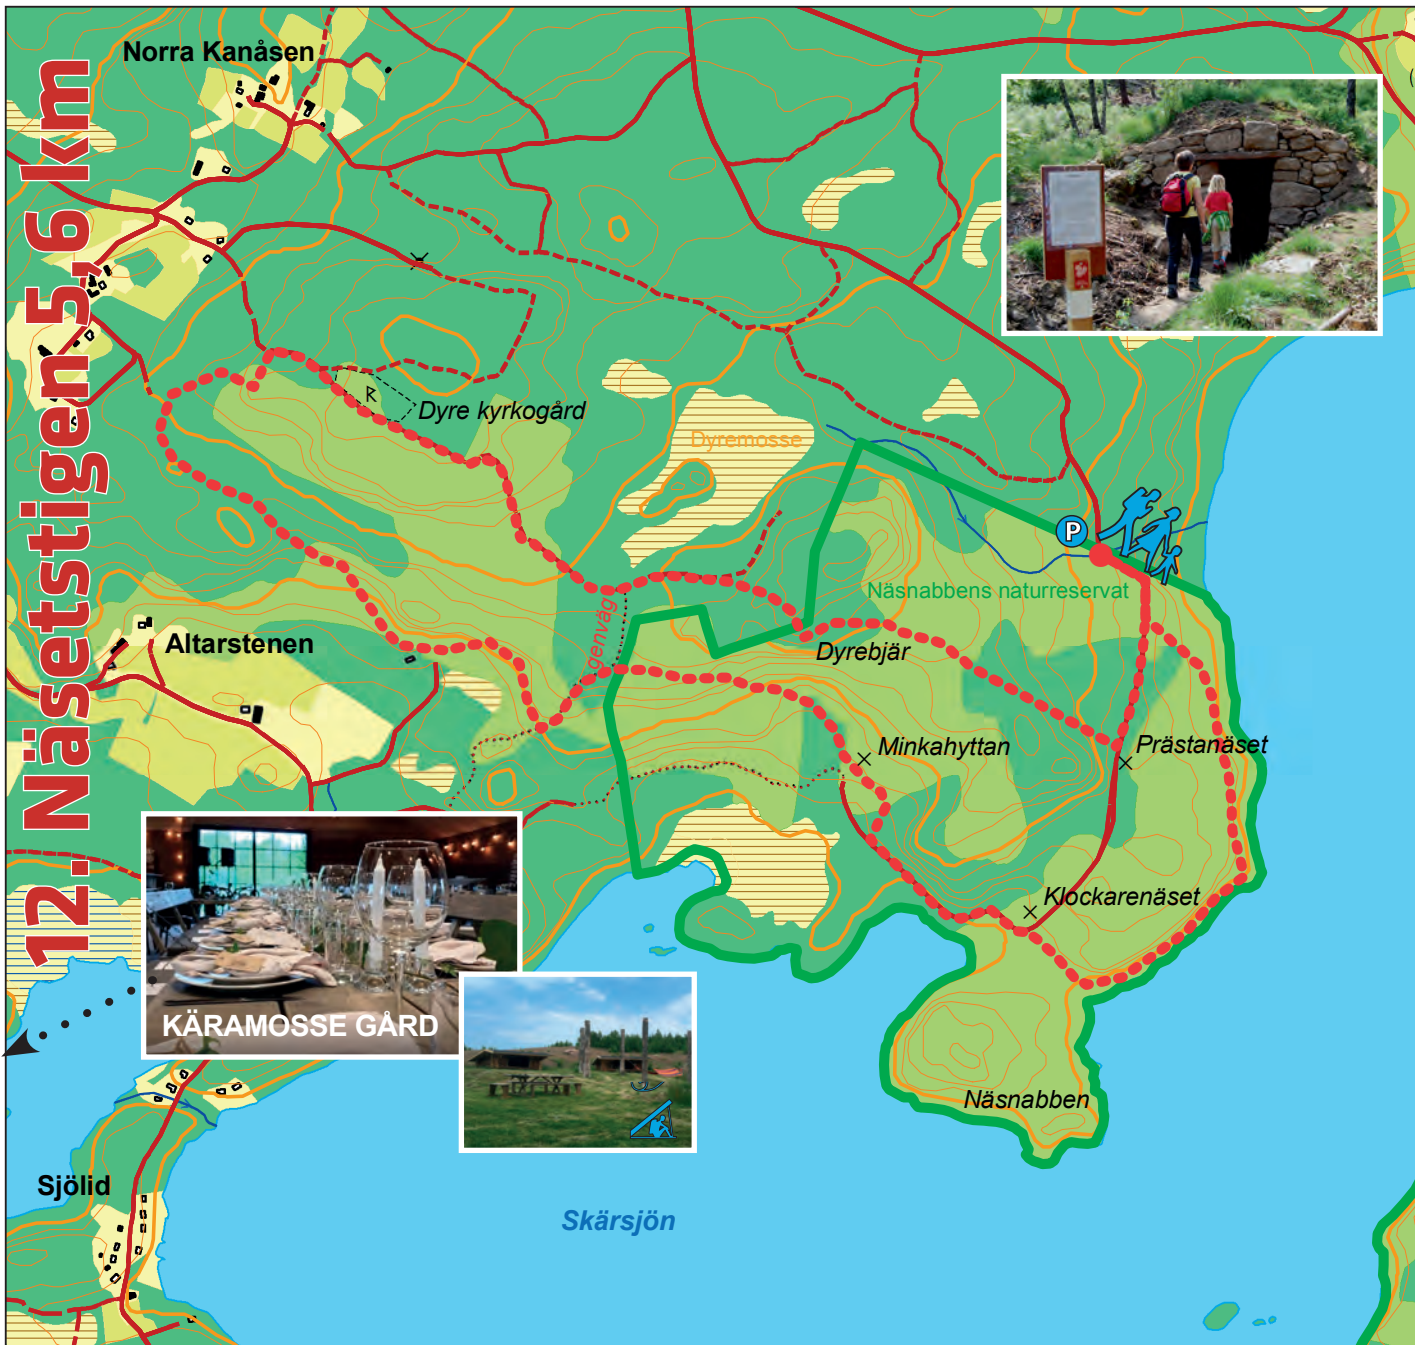 12. Näsetstigen 5,6 km
Norra Kanåsen
Dyre kyrkogård
R
Dyremosse
P
Näsnabbens naturreservat
genväg
Altarstenen
Dyrebjär
Minkahyttan
Prästanäset
Klockarenäset
KÄRAMOSSE GÅRD
Näsnabben
Sjölid
Skärsjön